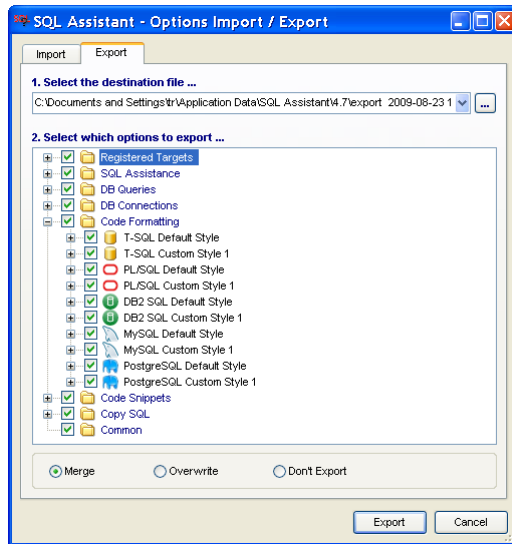 SQL Assistant - Options Import / Export
Import
Export
1. Select the destination file ...
C:\Documents and Settings\tr\Application Data\SQL Assistant\4.7\export 2009-08-23 1
...
2. Select which options to export ...
Registered Targets
SQL Assistance
DB Queries
DB Connections
Code Formatting
T-SQL Default Style
T-SQL Custom Style 1
PL/SQL Default Style
PL/SQL Custom Style 1
DB2 SQL Default Style
DB2 SQL Custom Style 1
MySQL Default Style
MySQL Custom Style 1
PostgreSQL Default Style
PostgreSQL Custom Style 1
Code Snippets
Copy SQL
Common
Merge Overwrite Don't Export
Export Cancel